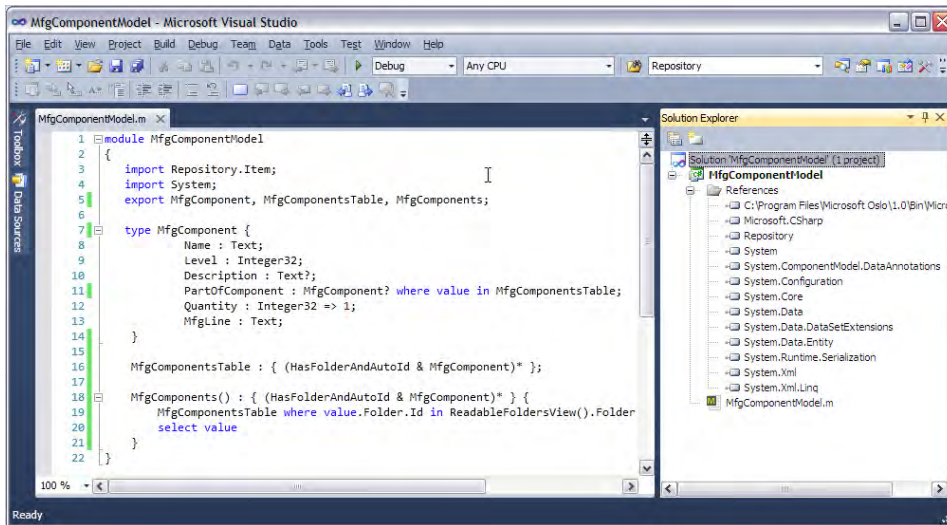 MfgComponentModel - Microsoft Visual Studio
File Edit View Project Build Debug Team Data Tools Test Window Help
Debug Any CPU Repository
Toolbox
Data Sources
MfgComponentModel.m
1 module MfgComponentModel
2 {
3 import Repository.Item;
4 import System;
5 export MfgComponent, MfgComponentsTable, MfgComponents;
6
7 type MfgComponent {
8 Name : Text;
9 Level : Integer32;
10 Description : Text?;
11 PartOfComponent : MfgComponent? where value in MfgComponentsTable;
12 Quantity : Integer32 => 1;
13 MfgLine : Text;
14 }
15
16 MfgComponentsTable : { (HasFolderAndAutoId & MfgComponent)* };
17
18 MfgComponents() : { (HasFolderAndAutoId & MfgComponent)* } {
19 MfgComponentsTable where value.Folder.Id in ReadableFoldersView().Folder
20 select value
21 }
22 }
100 %
Solution Explorer
Solution 'MfgComponentModel' (1 project)
MfgComponentModel
References
C:\Program Files\Microsoft Oslo\1.0\Bin\Micr
Microsoft.CSharp
Repository
System
System.ComponentModel.DataAnnotations
System.Configuration
System.Core
System.Data
System.Data.DataSetExtensions
System.Data.Entity
System.Runtime.Serialization
System.Xml
System.Xml.Linq
MfgComponentModel.m
Ready